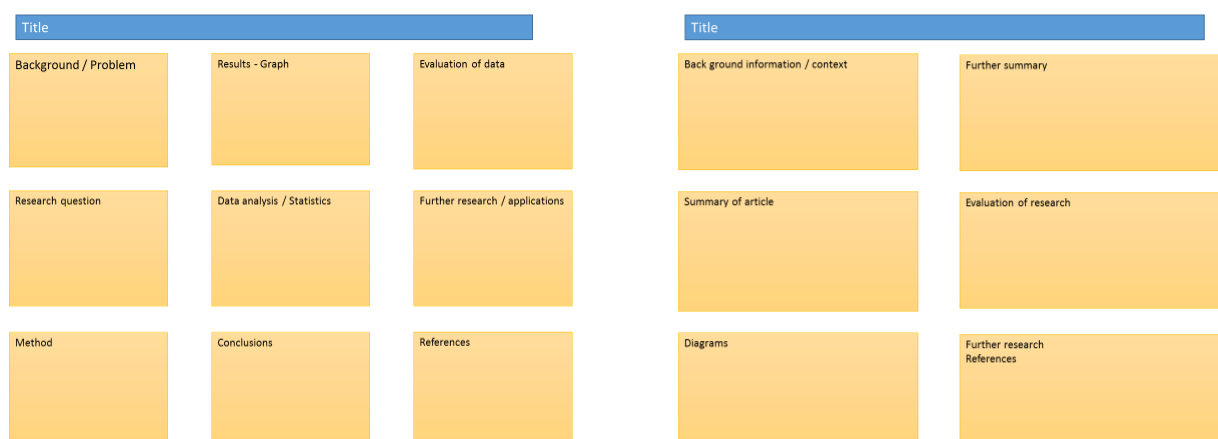 Title
Background / Problem
Research question
Method
Results - Graph
Data analysis / Statistics
Conclusions
Evaluation of data
Further research / applications
References
Title
Back ground information / context
Summary of article
Diagrams
Further summary
Evaluation of research
Further research
References